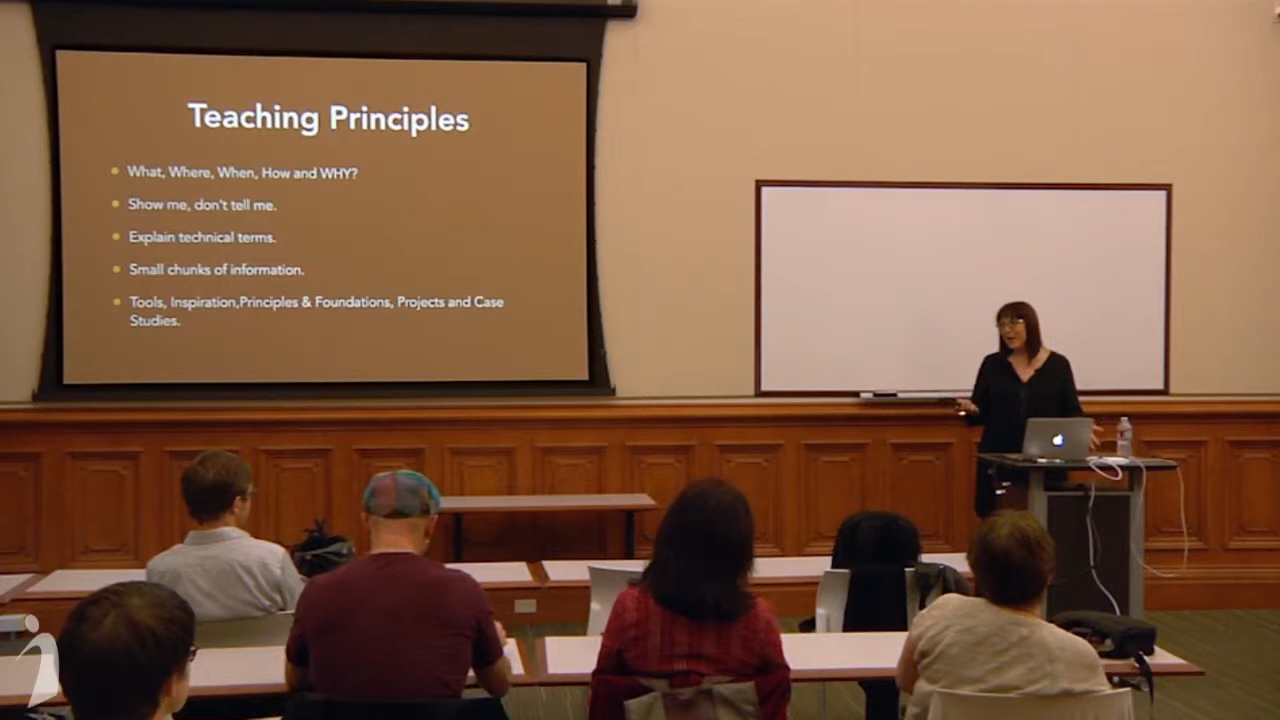 Teaching Principles
What, Where, When, How and WHY?
Show me, don't tell me.
Explain technical terms.
Small chunks of information.
Tools, Inspiration,Principles & Foundations, Projects and Case
Studies.